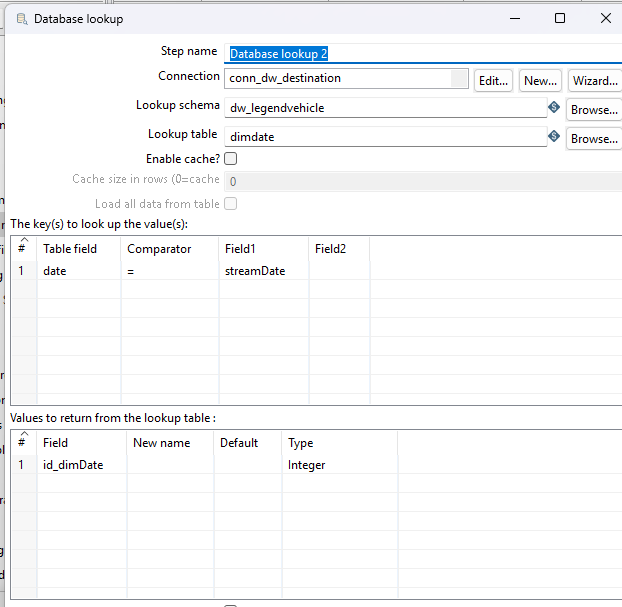 Database lookup
Step name Database lookup 2
Connection conn_dw_destination Edit... New... Wizard...
Lookup schema dw_legendvehicle Browse...
Lookup table dimdate Browse...
Enable cache?
Cache size in rows (0=cache 0
Load all data from table
The key(s) to look up the value(s):
# Table field Comparator Field1 Field2
1 date = streamDate
Values to return from the lookup table :
# Field New name Default Type
1 id_dimDate Integer